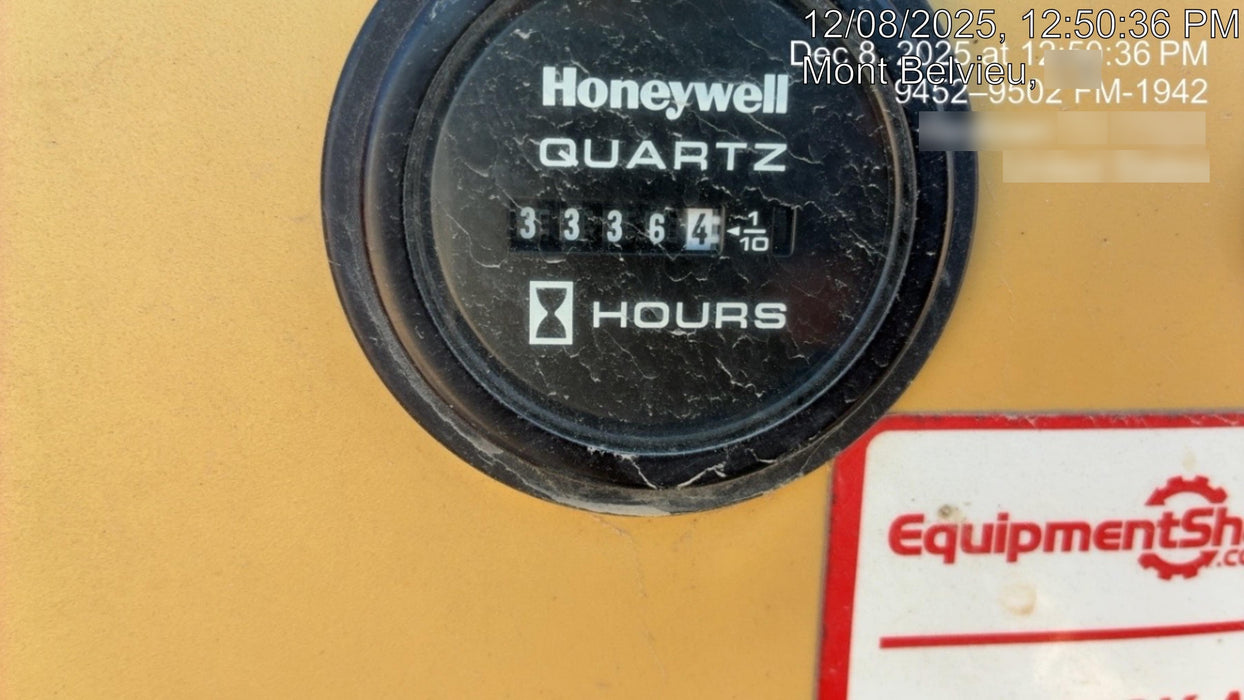 12/08/2025, 12:50:36 PM
Dec 8, 2025 at 12:50:36 PM
Mont Belvieu,
9452–9502 FM-1942
Honeywell
QUARTZ
3 3 3 6 4 1/10
HOURS
EquipmentSh
.co